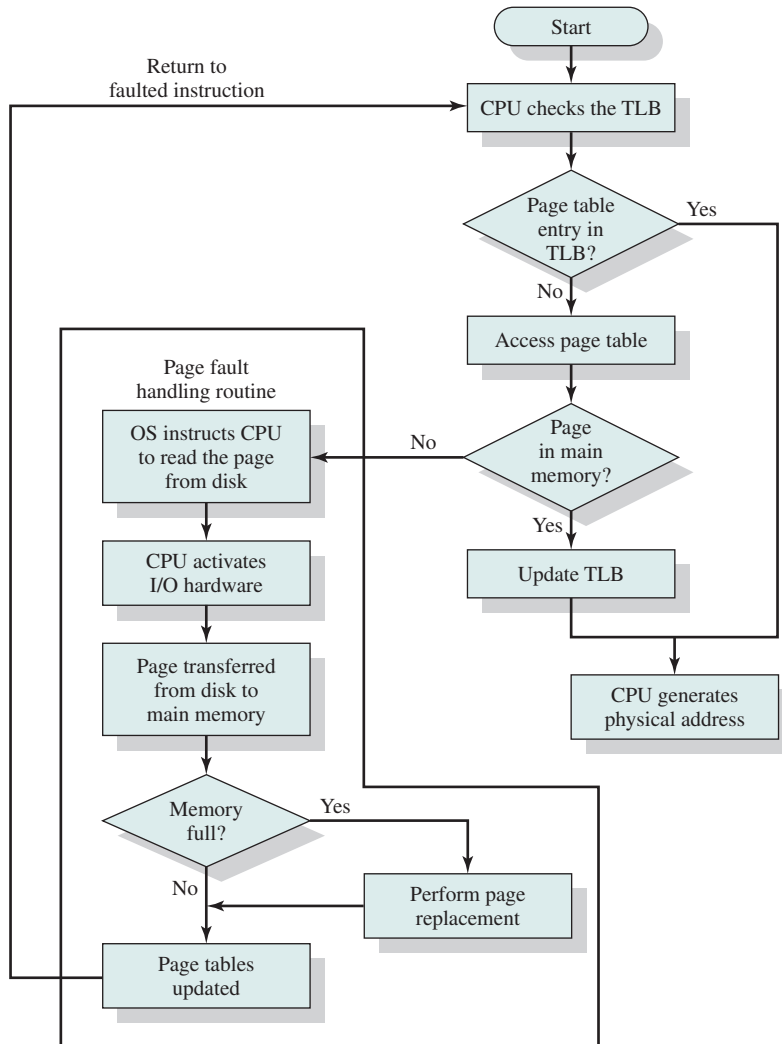 Start
Return to
faulted instruction
CPU checks the TLB
Page table
entry in
TLB?
Yes
No
Access page table
Page fault
handling routine
OS instructs CPU
to read the page
from disk
No
Page
in main
memory?
Yes
CPU activates
I/O hardware
Update TLB
Page transferred
from disk to
main memory
CPU generates
physical address
Memory
full?
Yes
No
Perform page
replacement
Page tables
updated